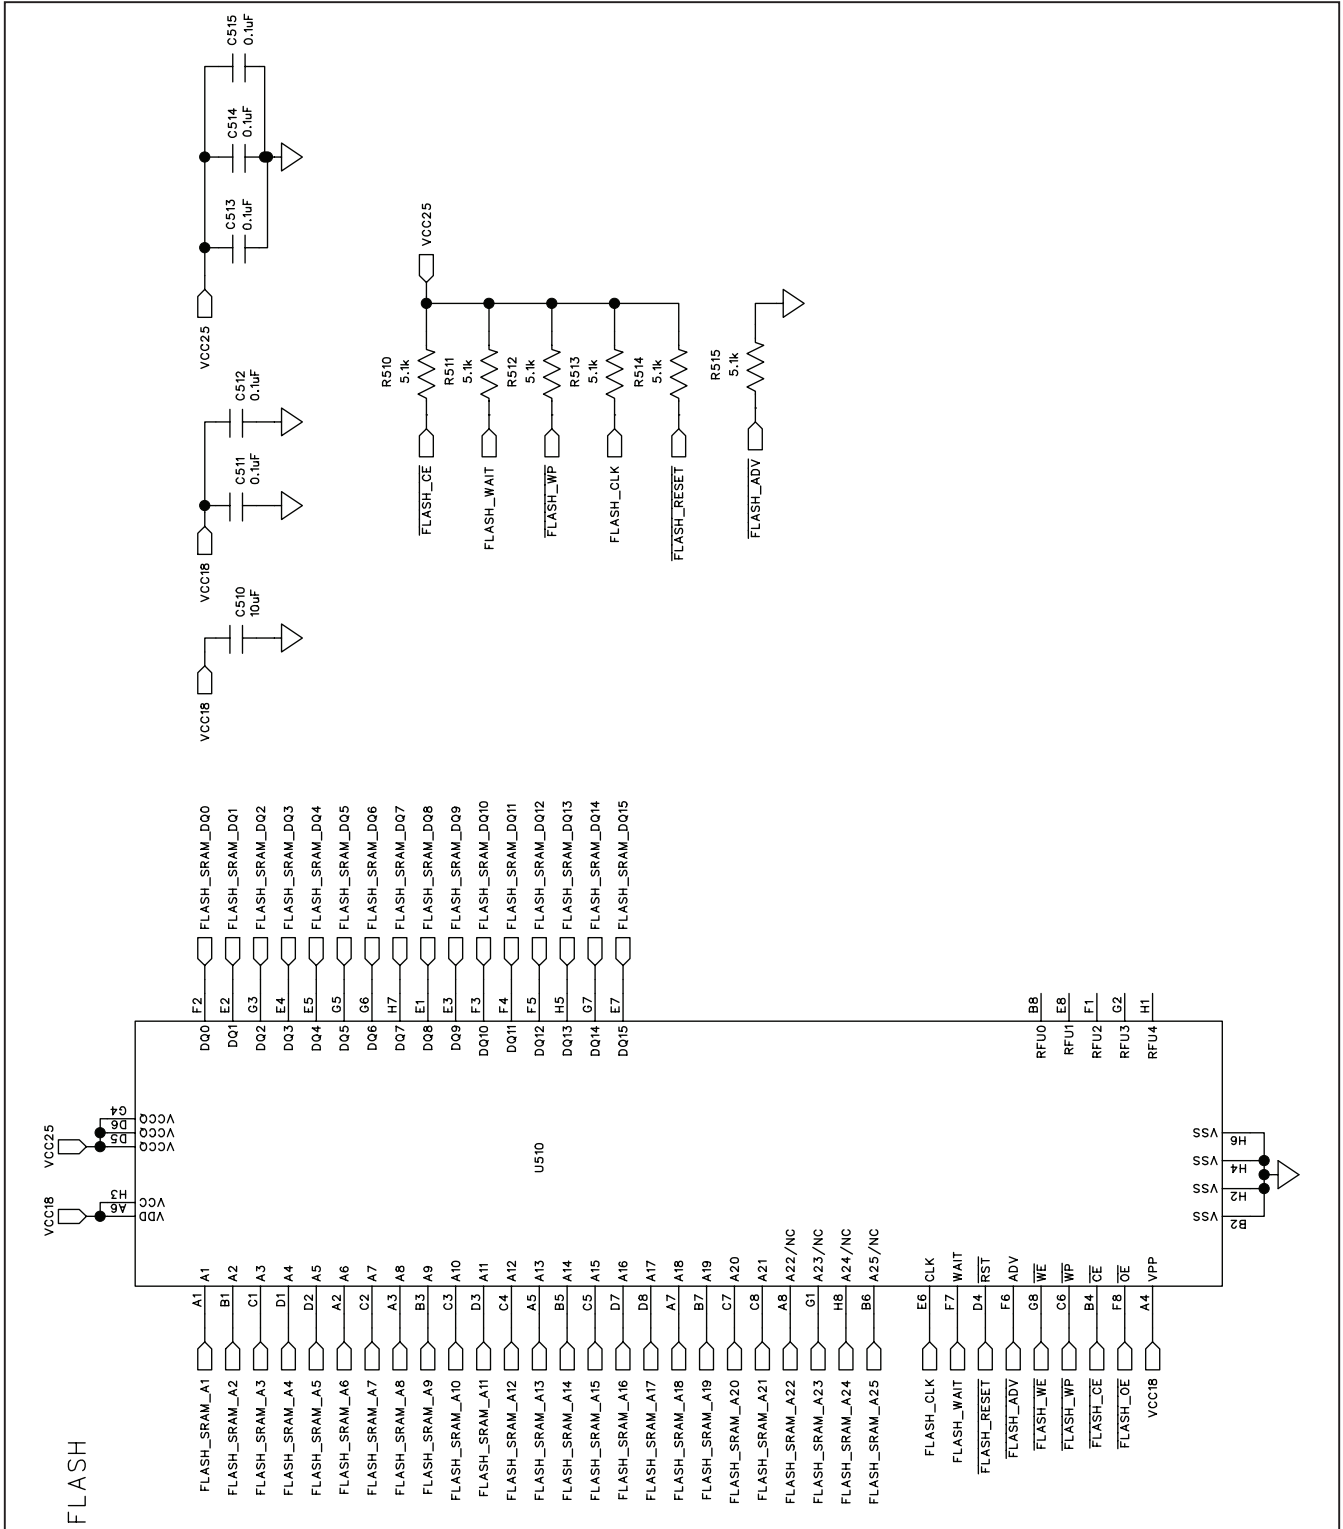 FLASH
FLASH_SRAM_A1 A1 A1
FLASH_SRAM_A2 B1 A2
FLASH_SRAM_A3 C1 A3
FLASH_SRAM_A4 D1 A4
FLASH_SRAM_A5 D2 A5
FLASH_SRAM_A6 A2 A6
FLASH_SRAM_A7 C2 A7
FLASH_SRAM_A8 A3 A8
FLASH_SRAM_A9 B3 A9
FLASH_SRAM_A10 C3 A10
FLASH_SRAM_A11 D3 A11
FLASH_SRAM_A12 C4 A12
FLASH_SRAM_A13 A5 A13
FLASH_SRAM_A14 B5 A14
FLASH_SRAM_A15 C5 A15
FLASH_SRAM_A16 D7 A16
FLASH_SRAM_A17 D8 A17
FLASH_SRAM_A18 A7 A18
FLASH_SRAM_A19 B7 A19
FLASH_SRAM_A20 C7 A20
FLASH_SRAM_A21 C8 A21
FLASH_SRAM_A22 A8 A22/NC
FLASH_SRAM_A23 G1 A23/NC
FLASH_SRAM_A24 H8 A24/NC
FLASH_SRAM_A25 B6 A25/NC
FLASH_CLK E6 CLK
FLASH_WAIT F7 WAIT
FLASH_RESET D4 RST
FLASH_ADV F6 ADV
FLASH_WE G8 WE
FLASH_WP C6 WP
FLASH_CE B4 CE
FLASH_OE F8 OE
VCC18 A4 VPP
VCC18
A6 VDD
H3 VCC
VCC25
D5 VCCQ
D6 VCCQ
G4 VCCQ
U510
B2 VSS
H2 VSS
H4 VSS
H6 VSS
DQ0 F2 FLASH_SRAM_DQ0
DQ1 E2 FLASH_SRAM_DQ1
DQ2 G3 FLASH_SRAM_DQ2
DQ3 E4 FLASH_SRAM_DQ3
DQ4 E5 FLASH_SRAM_DQ4
DQ5 G5 FLASH_SRAM_DQ5
DQ6 G6 FLASH_SRAM_DQ6
DQ7 H7 FLASH_SRAM_DQ7
DQ8 E1 FLASH_SRAM_DQ8
DQ9 E3 FLASH_SRAM_DQ9
DQ10 F3 FLASH_SRAM_DQ10
DQ11 F4 FLASH_SRAM_DQ11
DQ12 F5 FLASH_SRAM_DQ12
DQ13 H5 FLASH_SRAM_DQ13
DQ14 G7 FLASH_SRAM_DQ14
DQ15 E7 FLASH_SRAM_DQ15
RFU0 B8
RFU1 E8
RFU2 F1
RFU3 G2
RFU4 H1
VCC18
C510
10uF
VCC18
C511
0.1uF
C512
0.1uF
VCC25
C513
0.1uF
C514
0.1uF
C515
0.1uF
VCC25
R510
5.1k
FLASH_CE
R511
5.1k
FLASH_WAIT
R512
5.1k
FLASH_WP
R513
5.1k
FLASH_CLK
R514
5.1k
FLASH_RESET
R515
5.1k
FLASH_ADV